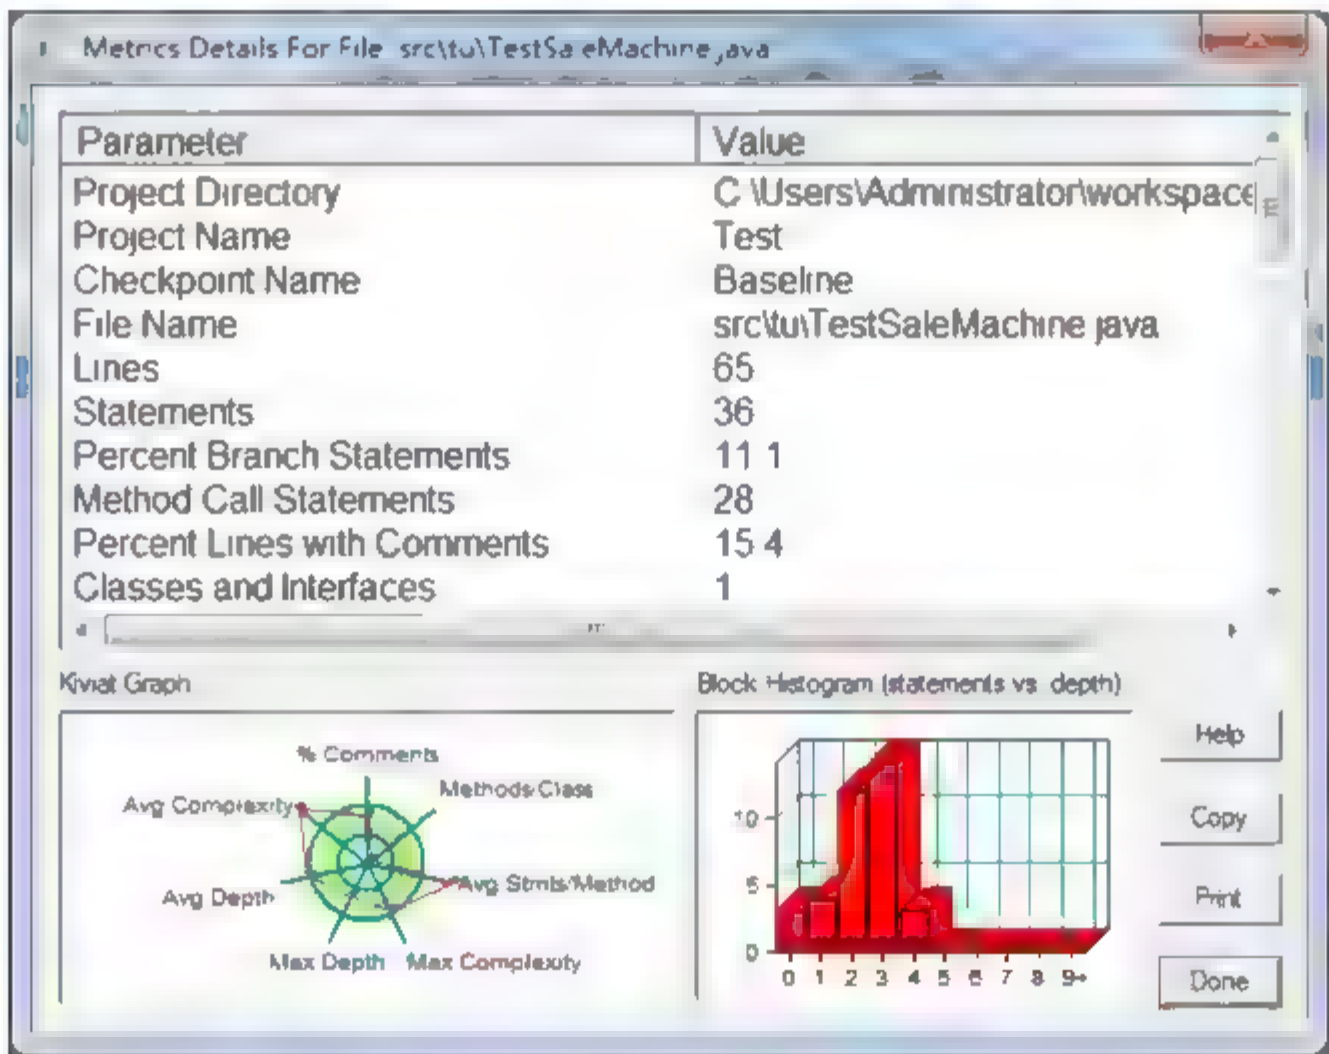 Metrics Details For File src\tu\TestSaleMachine java
Parameter Value
Project Directory C \Users\Administrator\workspace
Project Name Test
Checkpoint Name Baseline
File Name src\tu\TestSaleMachine java
Lines 65
Statements 36
Percent Branch Statements 11 1
Method Call Statements 28
Percent Lines with Comments 15 4
Classes and Interfaces 1
Kiviat Graph
Block Histogram (statements vs depth)
% Comments
Methods/Class
Avg Complexity
Avg Stmts/Method
Avg Depth
Max Depth Max Complexity
10
5
0
0 1 2 3 4 5 6 7 8 9+
Help
Copy
Print
Done